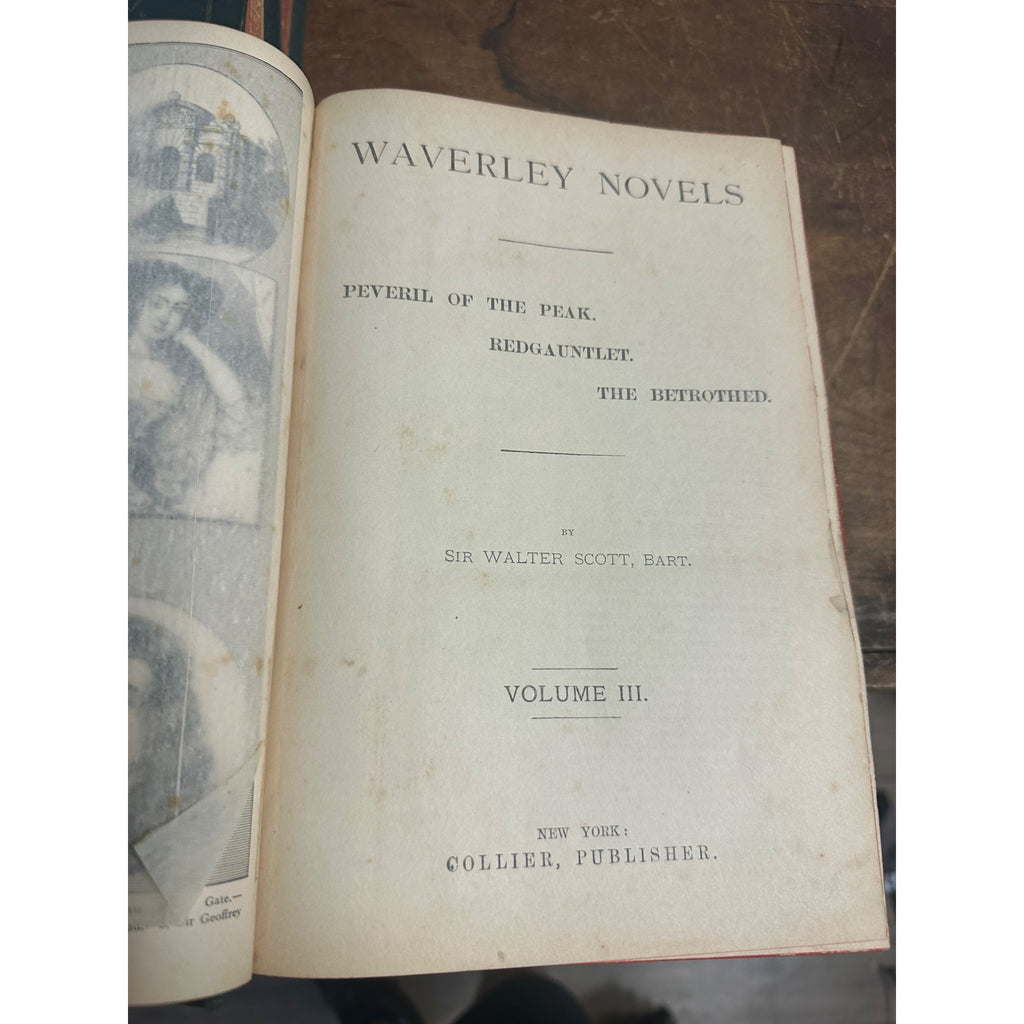 Gate.—
Geoffrey
WAVERLEY NOVELS
PEVERIL OF THE PEAK.
REDGAUNTLET.
THE BETROTHED.
BY
SIR WALTER SCOTT, BART.
VOLUME III.
NEW YORK:
COLLIER, PUBLISHER.